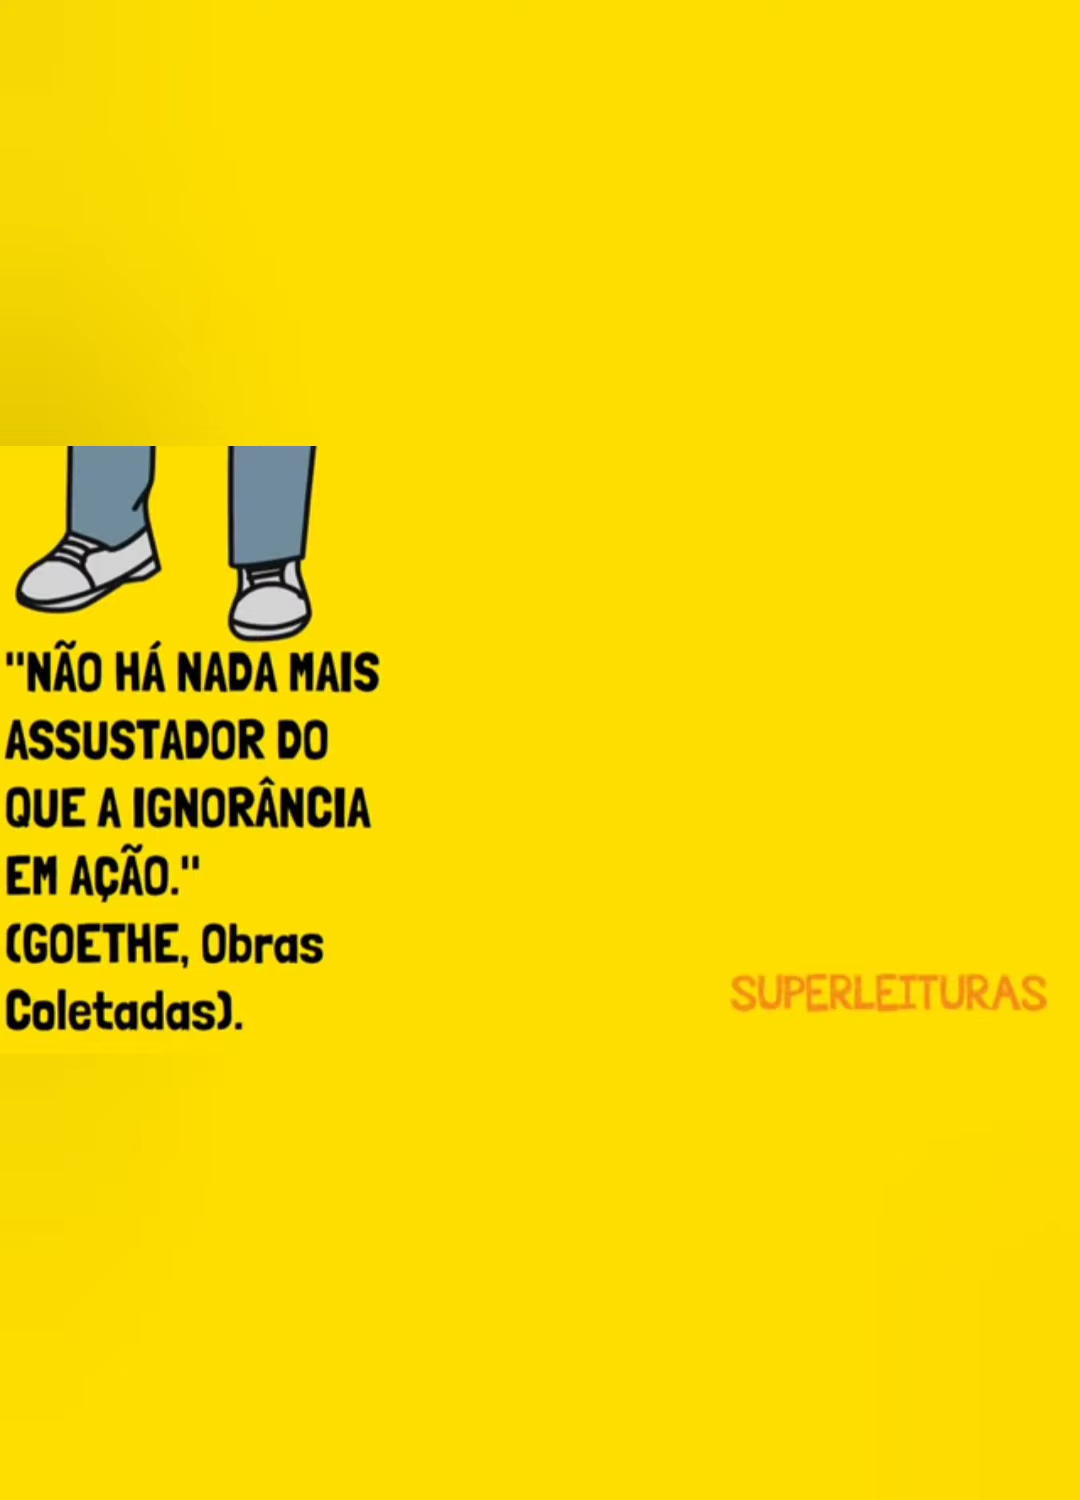 "NÃO HÁ NADA MAIS
ASSUSTADOR DO
QUE A IGNORÂNCIA
EM AÇÃO."
(GOETHE, Obras
Coletadas).
SUPERLEITURAS